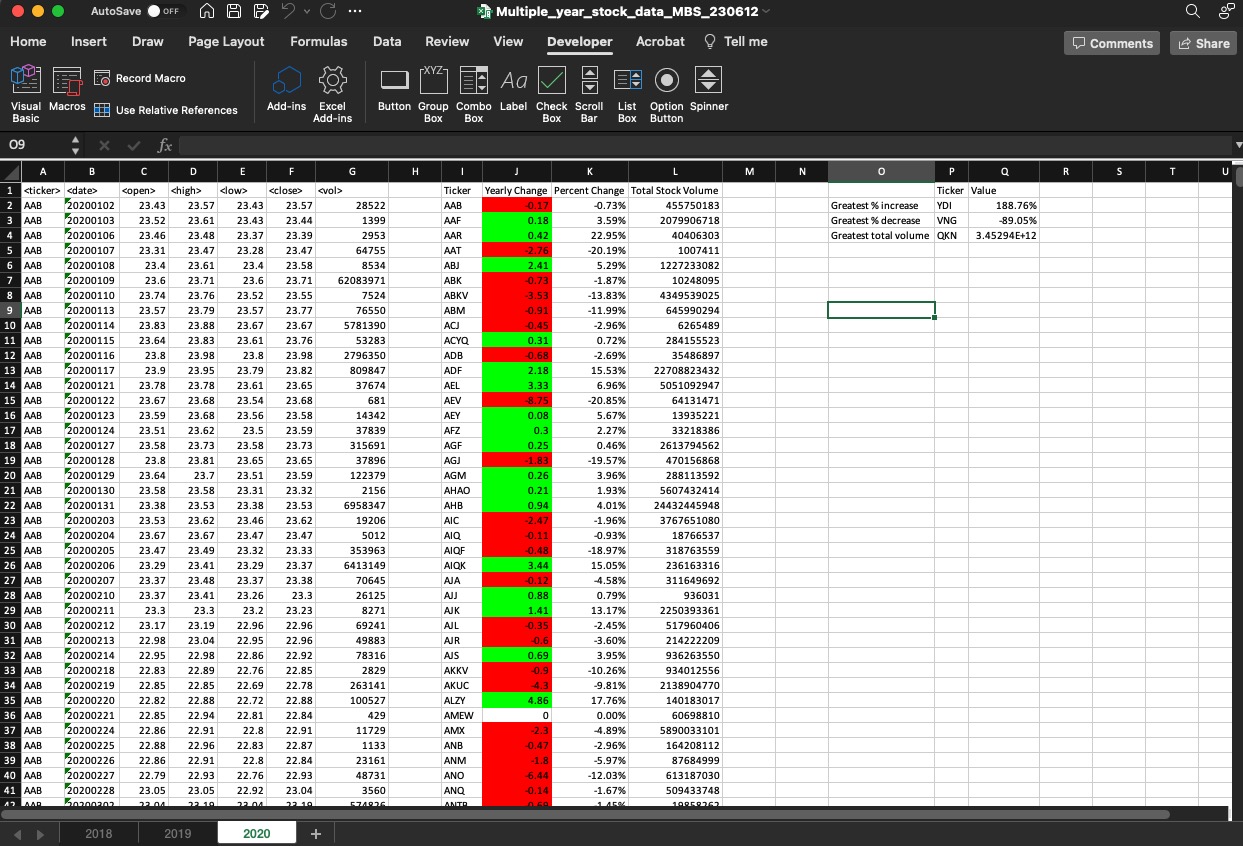 AutoSave OFF Multiple_year_stock_data_MBS_230612
Home Insert Draw Page Layout Formulas Data Review View Developer Acrobat Tell me Comments Share
Visual Basic Macros Record Macro Use Relative References Add-ins Excel Add-ins Button Group Box Combo Box Label Check Box Scroll Bar List Box Option Button Spinner
XYZ Aa
O9 fx
A B C D E F G H I J K L M N O P Q R S T U
1 <ticker> <date> <open> <high> <low> <close> <vol> Ticker Yearly Change Percent Change Total Stock Volume Ticker Value
2 AAB 20200102 23.43 23.57 23.43 23.57 28522 AAB -0.17 -0.73% 455750183 Greatest % increase YDI 188.76%
3 AAB 20200103 23.52 23.61 23.43 23.44 1399 AAF 0.18 3.59% 2079906718 Greatest % decrease VNG -89.05%
4 AAB 20200106 23.46 23.48 23.37 23.39 2953 AAR 0.42 22.95% 40406303 Greatest total volume QKN 3.45294E+12
5 AAB 20200107 23.31 23.47 23.28 23.47 64755 AAT -2.76 -20.19% 1007411
6 AAB 20200108 23.4 23.61 23.4 23.58 8534 ABJ 2.41 5.29% 1227233082
7 AAB 20200109 23.6 23.71 23.6 23.71 62083971 ABK -0.73 -1.87% 10248095
8 AAB 20200110 23.74 23.76 23.52 23.55 7524 ABKV -3.53 -13.83% 4349539025
9 AAB 20200113 23.57 23.79 23.57 23.77 76550 ABM -0.91 -11.99% 645990294
10 AAB 20200114 23.83 23.88 23.67 23.67 5781390 ACJ -0.45 -2.96% 6265489
11 AAB 20200115 23.64 23.83 23.61 23.76 53283 ACYQ 0.31 0.72% 284155523
12 AAB 20200116 23.8 23.98 23.8 23.98 2796350 ADB -0.68 -2.69% 35486897
13 AAB 20200117 23.9 23.95 23.79 23.82 809847 ADF 2.18 15.53% 22708823432
14 AAB 20200121 23.78 23.78 23.61 23.65 37674 AEL 3.33 6.96% 5051092947
15 AAB 20200122 23.67 23.68 23.54 23.68 681 AEV -8.75 -20.85% 64131471
16 AAB 20200123 23.59 23.68 23.56 23.58 14342 AEY 0.08 5.67% 13935221
17 AAB 20200124 23.51 23.62 23.5 23.59 37839 AFZ 0.3 2.27% 33218386
18 AAB 20200127 23.58 23.73 23.58 23.73 315691 AGF 0.25 0.46% 2613794562
19 AAB 20200128 23.8 23.81 23.65 23.65 37896 AGJ -1.83 -19.57% 470156868
20 AAB 20200129 23.64 23.7 23.51 23.59 122379 AGM 0.26 3.96% 288113592
21 AAB 20200130 23.58 23.58 23.31 23.32 2156 AHAO 0.21 1.93% 5607432414
22 AAB 20200131 23.38 23.53 23.38 23.53 6958347 AHB 0.94 4.01% 24432445948
23 AAB 20200203 23.53 23.62 23.46 23.62 19206 AIC -2.47 -1.96% 3767651080
24 AAB 20200204 23.67 23.67 23.47 23.47 5012 AIQ -0.11 -0.93% 18766537
25 AAB 20200205 23.47 23.49 23.32 23.33 353963 AIQF -0.48 -18.97% 318763559
26 AAB 20200206 23.29 23.41 23.29 23.37 6413149 AIQK 3.44 15.05% 236163316
27 AAB 20200207 23.37 23.48 23.37 23.38 70645 AJA -0.12 -4.58% 311649692
28 AAB 20200210 23.37 23.41 23.26 23.3 26125 AJJ 0.88 0.79% 936031
29 AAB 20200211 23.3 23.3 23.2 23.23 8271 AJK 1.41 13.17% 2250393361
30 AAB 20200212 23.17 23.19 22.96 22.96 69241 AJL -0.35 -2.45% 517960406
31 AAB 20200213 22.98 23.04 22.95 22.96 49883 AJR -0.6 -3.60% 214222209
32 AAB 20200214 22.95 22.98 22.86 22.92 78316 AJS 0.69 3.95% 936263550
33 AAB 20200218 22.83 22.89 22.76 22.85 2829 AKKV -0.9 -10.26% 934012556
34 AAB 20200219 22.85 22.85 22.69 22.78 263141 AKUC -4.3 -9.81% 2138904770
35 AAB 20200220 22.82 22.88 22.72 22.88 100527 ALZY 4.86 17.76% 140183017
36 AAB 20200221 22.85 22.94 22.81 22.84 429 AMEW 0 0.00% 60698810
37 AAB 20200224 22.86 22.91 22.8 22.91 11729 AMX -2.3 -4.89% 5890033101
38 AAB 20200225 22.88 22.96 22.83 22.87 1133 ANB -0.47 -2.96% 164208112
39 AAB 20200226 22.86 22.91 22.8 22.84 23161 ANM -1.8 -5.97% 87684999
40 AAB 20200227 22.79 22.93 22.76 22.93 48731 ANO -6.44 -12.03% 613187030
41 AAB 20200228 23.05 23.05 22.92 23.04 3560 ANQ -0.14 -1.67% 509433748
42 AAB 20200302 23.04 23.19 23.04 23.19 574826 ANTB -0.69 -1.45% 19858262
2018 2019 2020